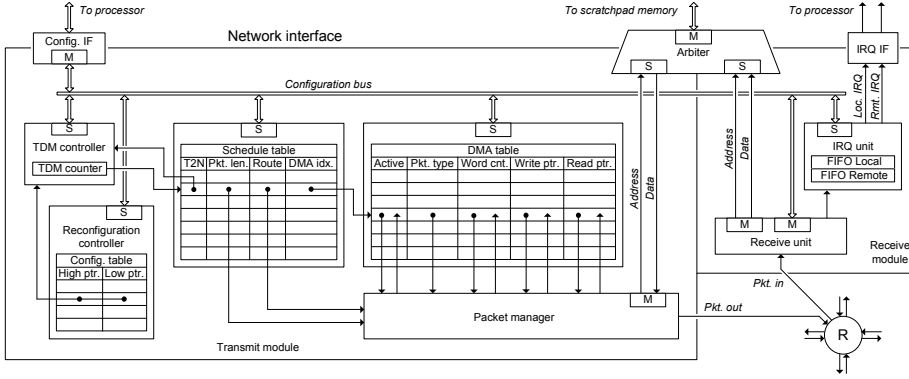 To processor
To scratchpad memory
To processor
Config. IF
M
Network interface
M
Arbiter
S
S
IRQ IF
Configuration bus
Loc. IRQ
Rmt. IRQ
S
TDM controller
TDM counter
S
Schedule table
T2N Pkt. len. Route DMA idx.
S
DMA table
Active Pkt. type Word cnt. Write ptr. Read ptr.
Address
Data
Address
Data
S
IRQ unit
FIFO Local
FIFO Remote
S
Reconfiguration
controller
Config. table
High ptr. Low ptr.
M
M
Receive unit
Receive
module
M
Packet manager
Pkt. in
Pkt. out
R
Transmit module